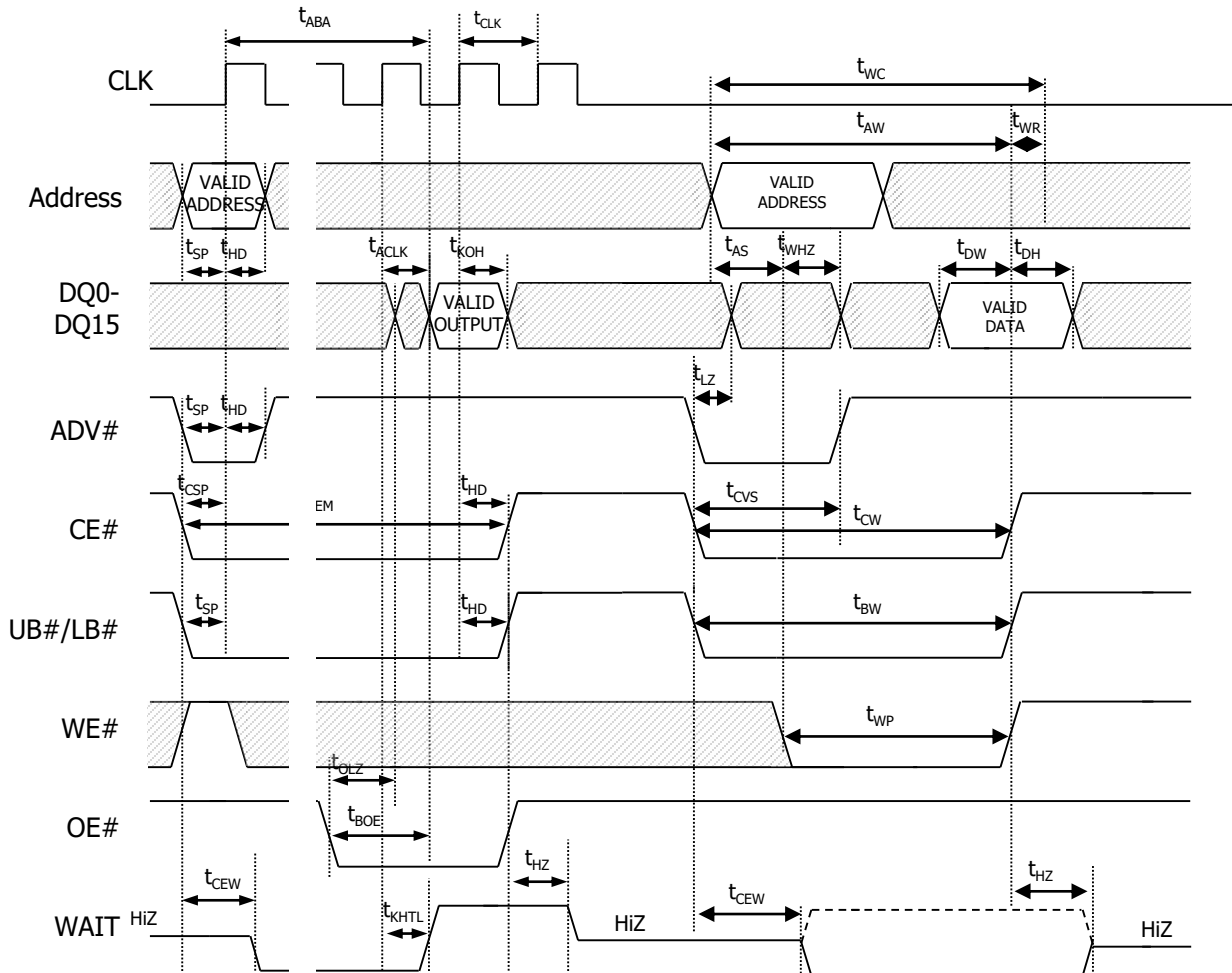 tABA
tCLK
CLK
tWC
tAW
tWR
Address
VALID
ADDRESS
VALID
ADDRESS
tSP
tHD
tACLK
tKOH
tAS
tWHZ
tDW
tDH
DQ0-
DQ15
VALID
OUTPUT
VALID
DATA
tLZ
tSP
tHD
ADV#
tCSP
EM
tHD
tCVS
tCW
CE#
tSP
tHD
tBW
UB#/LB#
WE#
tWP
tOLZ
OE#
tBOE
tCEW
tHZ
tCEW
tHZ
tKHTL
WAIT
HiZ
HiZ
HiZ